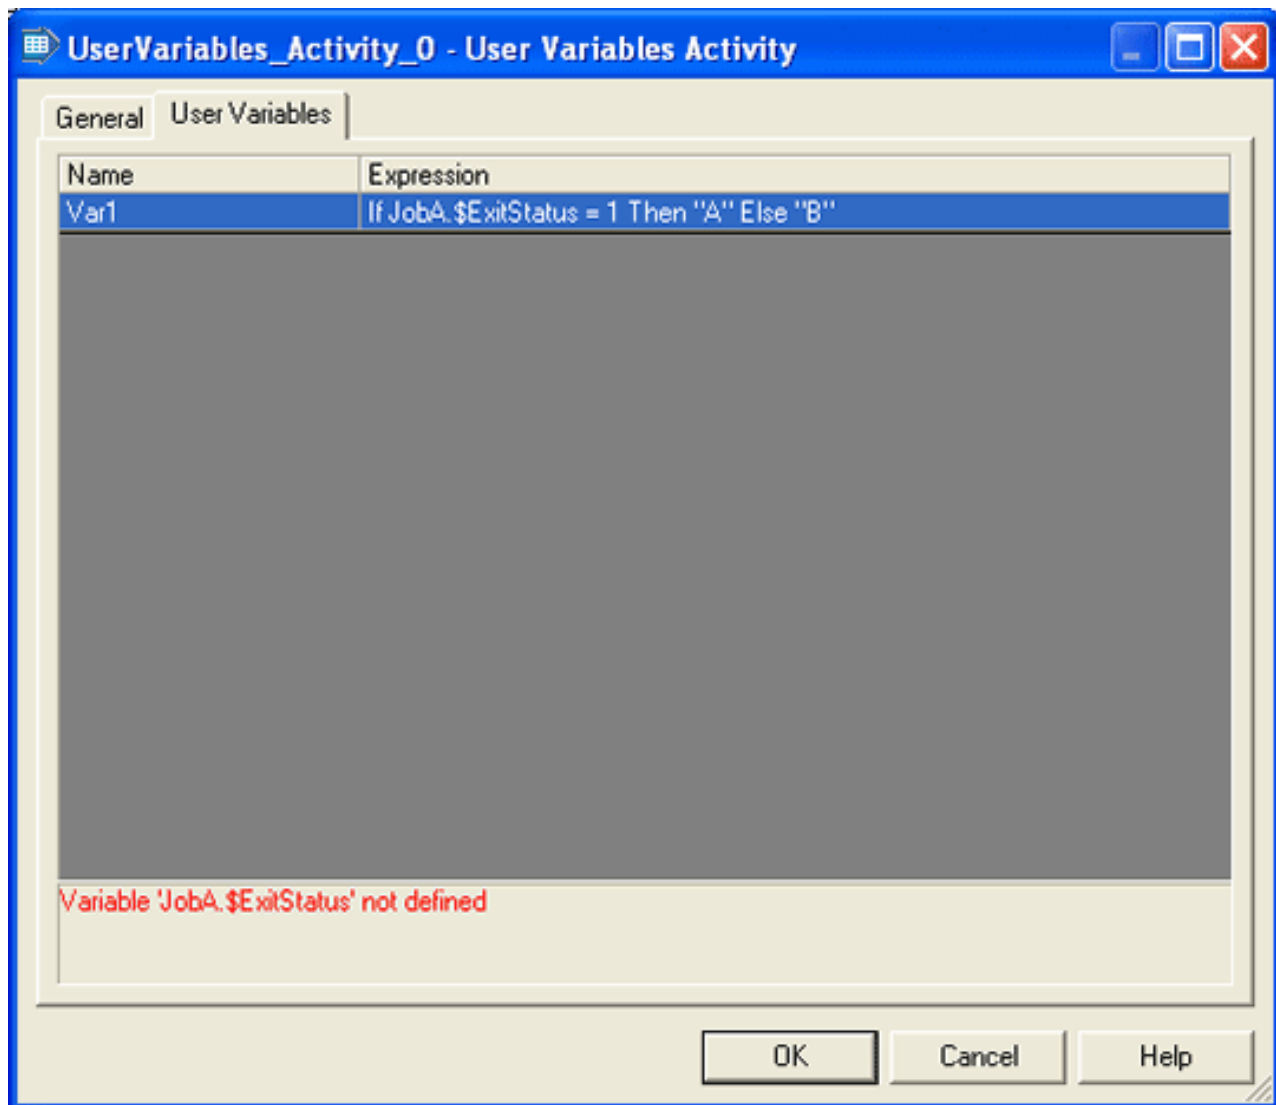 UserVariables_Activity_0 - User Variables Activity
General User Variables
Name Expression
Var1 If JobA.$ExitStatus = 1 Then "A" Else "B"
Variable 'JobA.$ExitStatus' not defined
OK Cancel Help